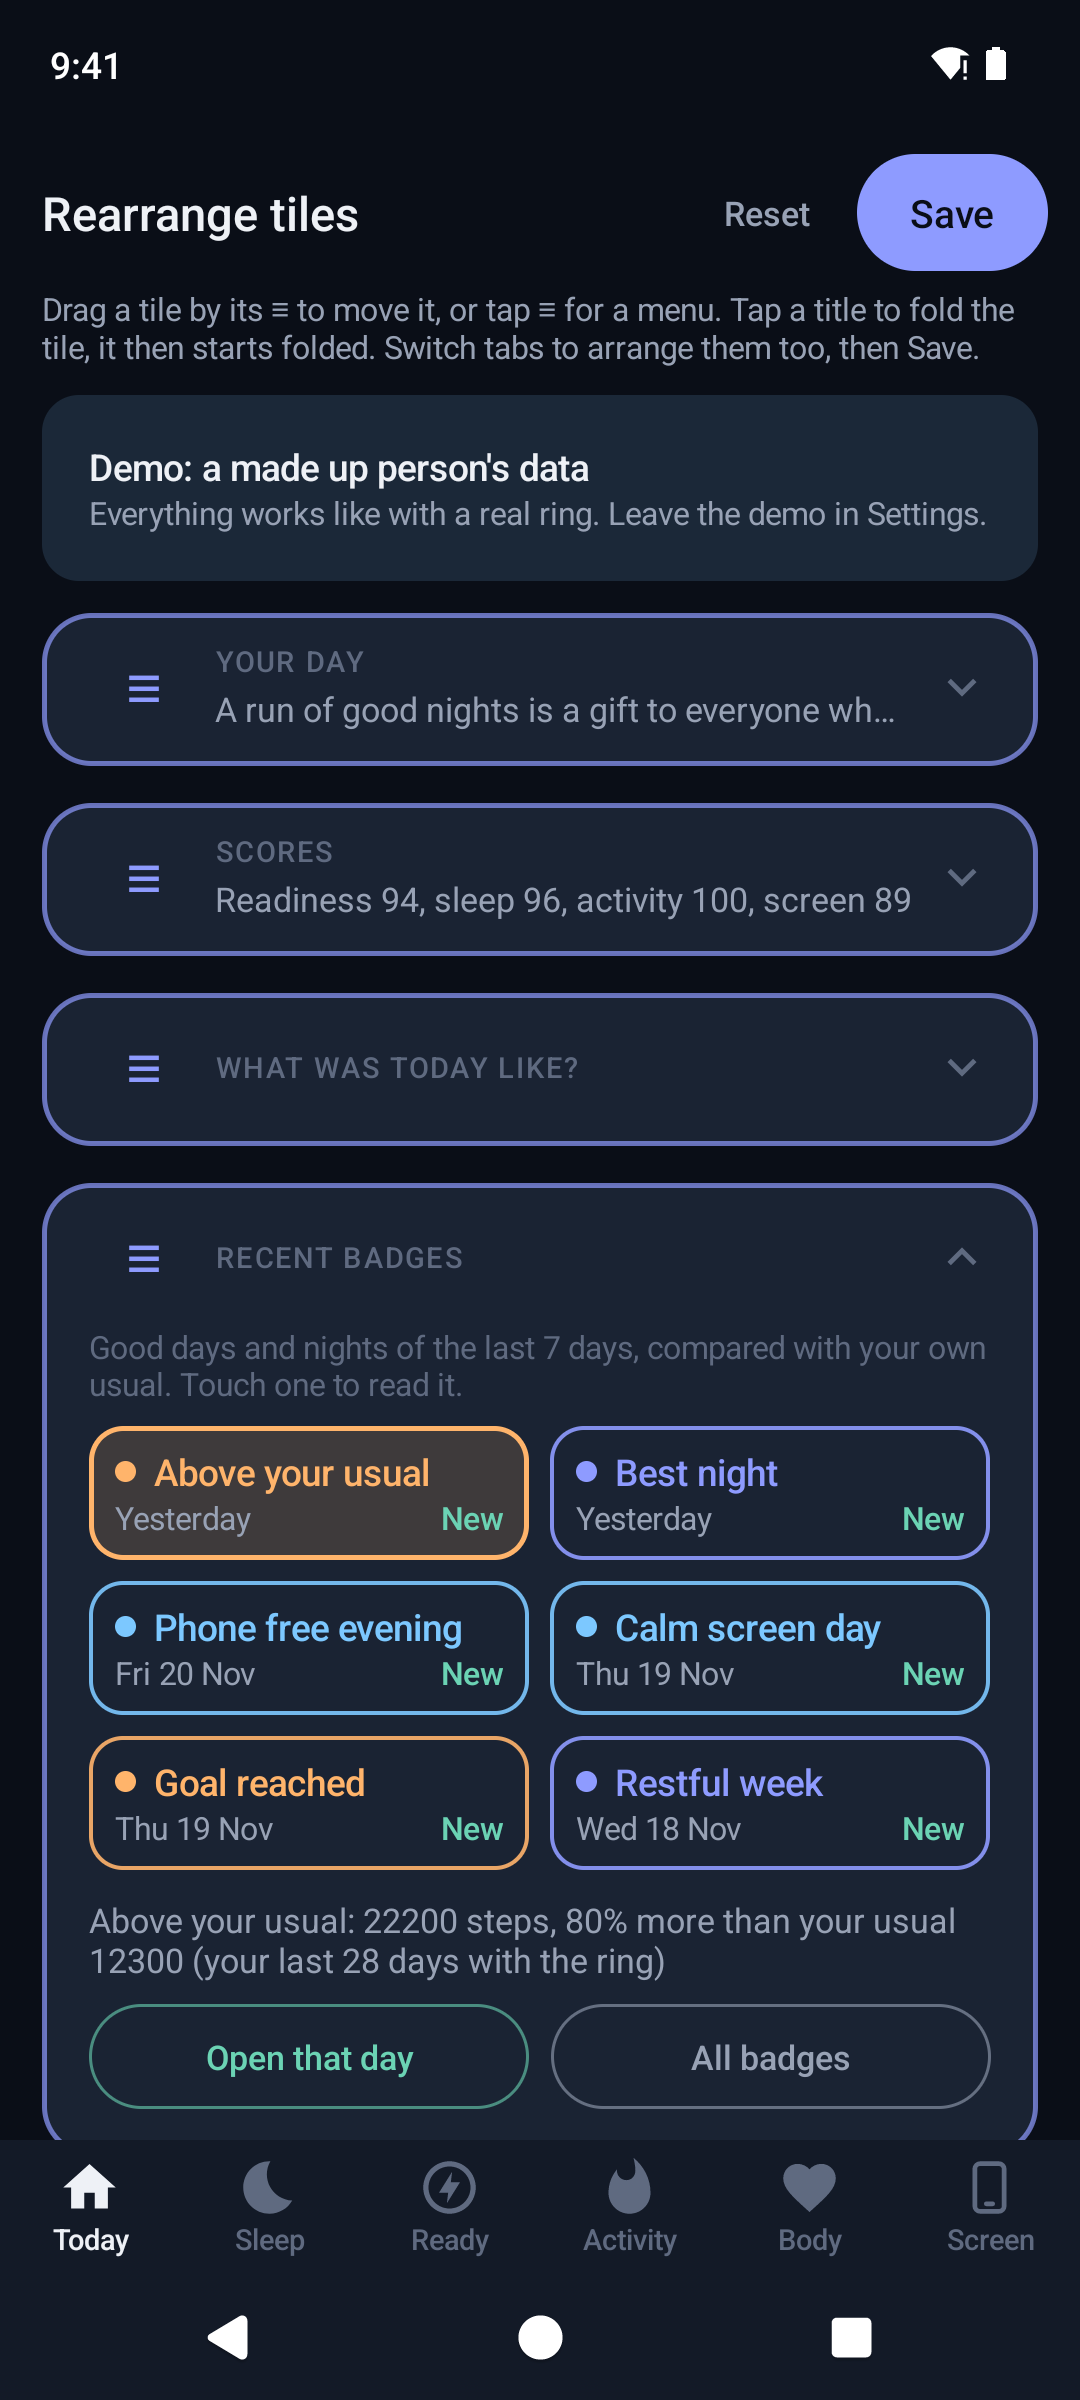 9:41
Rearrange tiles
Reset
Save
Drag a tile by its ≡ to move it, or tap ≡ for a menu. Tap a title to fold the
tile, it then starts folded. Switch tabs to arrange them too, then Save.
Demo: a made up person's data
Everything works like with a real ring. Leave the demo in Settings.
YOUR DAY
A run of good nights is a gift to everyone wh…
SCORES
Readiness 94, sleep 96, activity 100, screen 89
WHAT WAS TODAY LIKE?
RECENT BADGES
Good days and nights of the last 7 days, compared with your own
usual. Touch one to read it.
Above your usual
Yesterday
New
Best night
Yesterday
New
Phone free evening
Fri 20 Nov
New
Calm screen day
Thu 19 Nov
New
Goal reached
Thu 19 Nov
New
Restful week
Wed 18 Nov
New
Above your usual: 22200 steps, 80% more than your usual
12300 (your last 28 days with the ring)
Open that day
All badges
Today
Sleep
Ready
Activity
Body
Screen